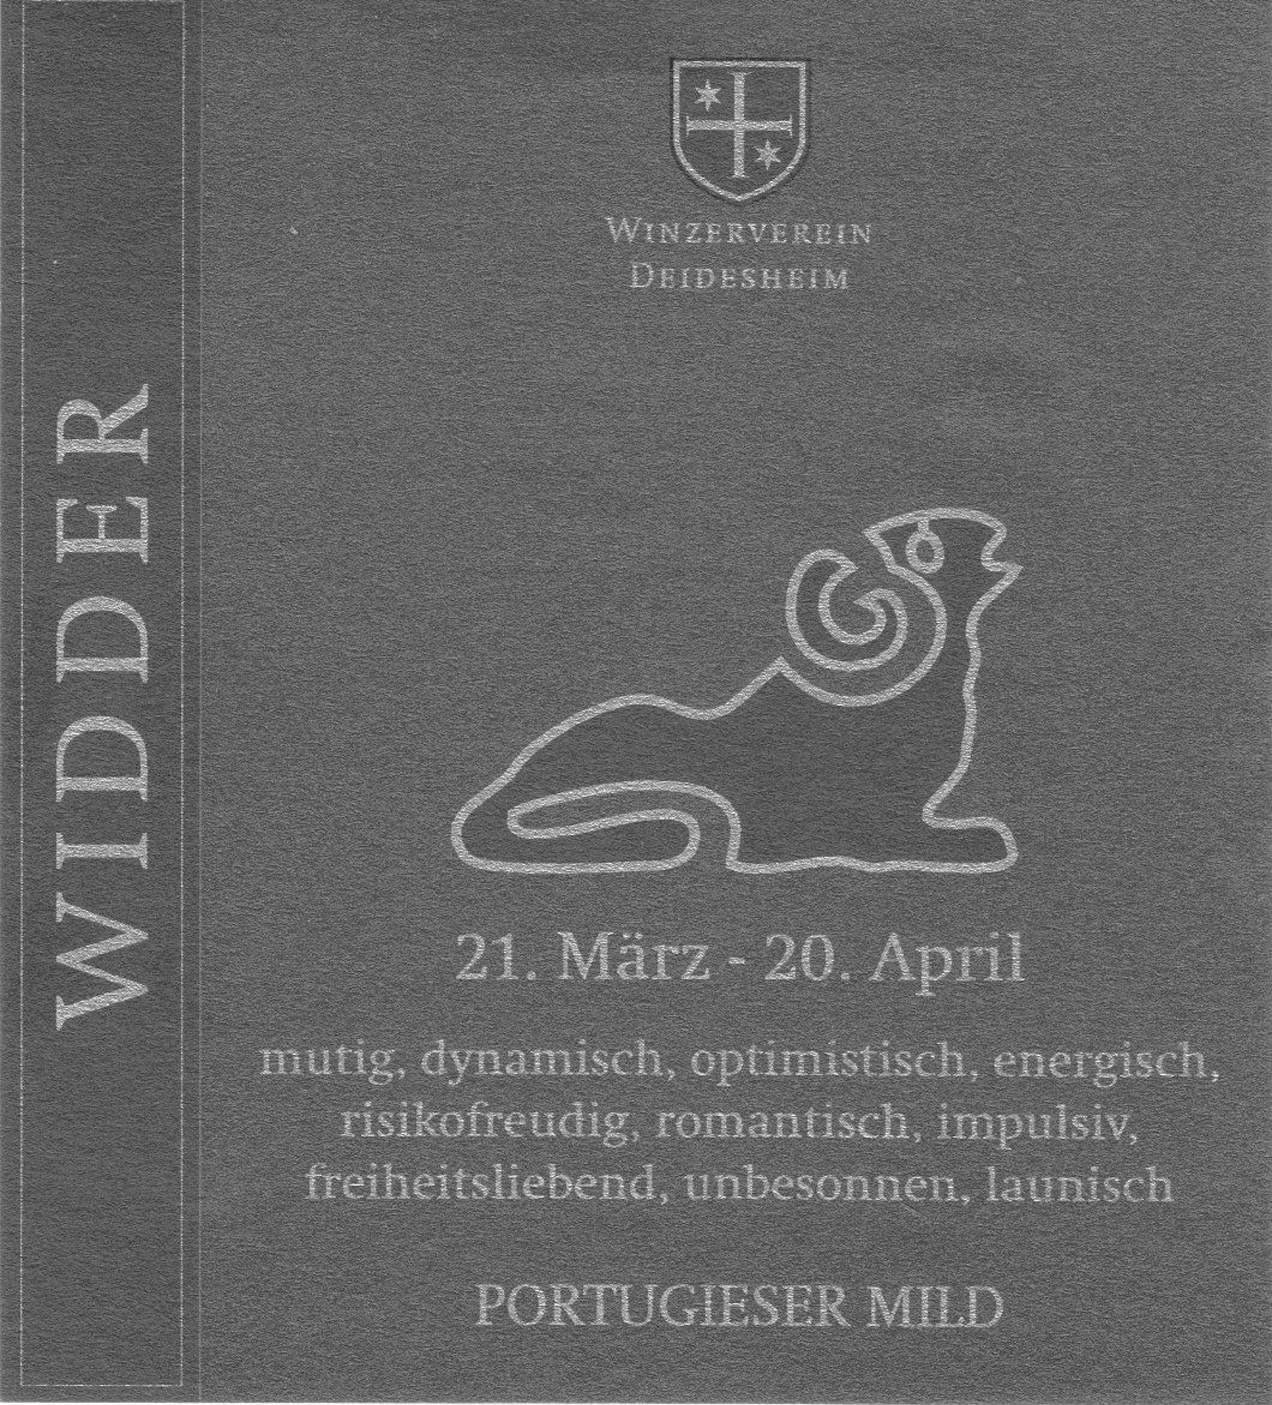 WIDDER
WINZERVEREIN
DEIDESHEIM
21. März - 20. April
mutig, dynamisch, optimistisch, energisch,
risikofreudig, romantisch, impulsiv,
freiheitsliebend, unbesonnen, launisch
PORTUGIESER MILD